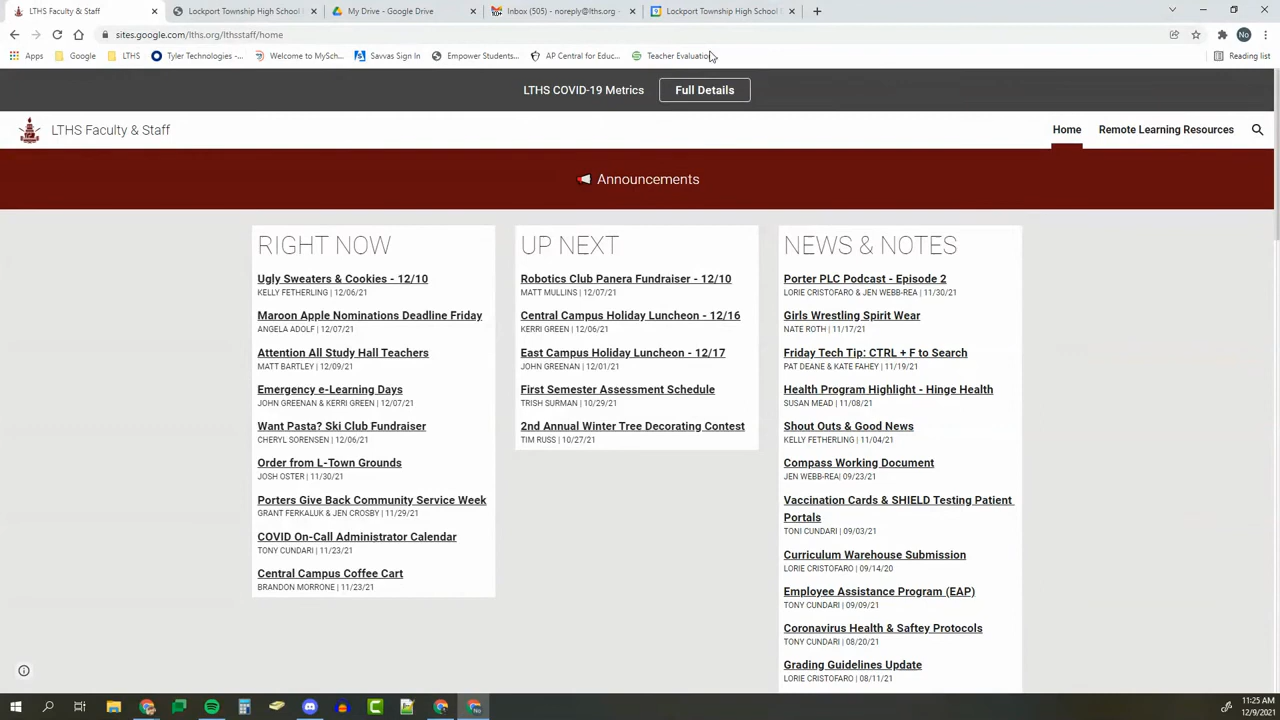 LTHS Faculty & Staff
Lockport Township High School
My Drive - Google Drive
Inbox (505) - noreply@lths.org -
Lockport Township High School
sites.google.com/lths.org/lthsstaff/home
No
Apps
Google
LTHS
Tyler Technologies -...
Welcome to MySch...
Savvas Sign In
Empower Students...
AP Central for Educ...
Teacher Evaluation
Reading list
LTHS COVID-19 Metrics
Full Details
LTHS Faculty & Staff
Home
Remote Learning Resources
Announcements
RIGHT NOW
Ugly Sweaters & Cookies - 12/10
KELLY FETHERLING | 12/06/21
Maroon Apple Nominations Deadline Friday
ANGELA ADOLF | 12/07/21
Attention All Study Hall Teachers
MATT BARTLEY | 12/09/21
Emergency e-Learning Days
JOHN GREENAN & KERRI GREEN | 12/07/21
Want Pasta? Ski Club Fundraiser
CHERYL SORENSEN | 12/06/21
Order from L-Town Grounds
JOSH OSTER | 11/30/21
Porters Give Back Community Service Week
GRANT FERKALUK & JEN CROSBY | 11/29/21
COVID On-Call Administrator Calendar
TONY CUNDARI | 11/23/21
Central Campus Coffee Cart
BRANDON MORRONE | 11/23/21
UP NEXT
Robotics Club Panera Fundraiser - 12/10
MATT MULLINS | 12/07/21
Central Campus Holiday Luncheon - 12/16
KERRI GREEN | 12/06/21
East Campus Holiday Luncheon - 12/17
JOHN GREENAN | 12/01/21
First Semester Assessment Schedule
TRISH SURMAN | 10/29/21
2nd Annual Winter Tree Decorating Contest
TIM RUSS | 10/27/21
NEWS & NOTES
Porter PLC Podcast - Episode 2
LORIE CRISTOFARO & JEN WEBB-REA | 11/30/21
Girls Wrestling Spirit Wear
NATE ROTH | 11/17/21
Friday Tech Tip: CTRL + F to Search
PAT DEANE & KATE FAHEY | 11/19/21
Health Program Highlight - Hinge Health
SUSAN MEAD | 11/08/21
Shout Outs & Good News
KELLY FETHERLING | 11/04/21
Compass Working Document
JEN WEBB-REA| 09/23/21
Vaccination Cards & SHIELD Testing Patient
Portals
TONI CUNDARI | 09/03/21
Curriculum Warehouse Submission
LORIE CRISTOFARO | 09/14/20
Employee Assistance Program (EAP)
TONY CUNDARI | 09/09/21
Coronavirus Health & Saftey Protocols
TONY CUNDARI | 08/20/21
Grading Guidelines Update
LORIE CRISTOFARO | 08/11/21
11:25 AM
12/9/2021